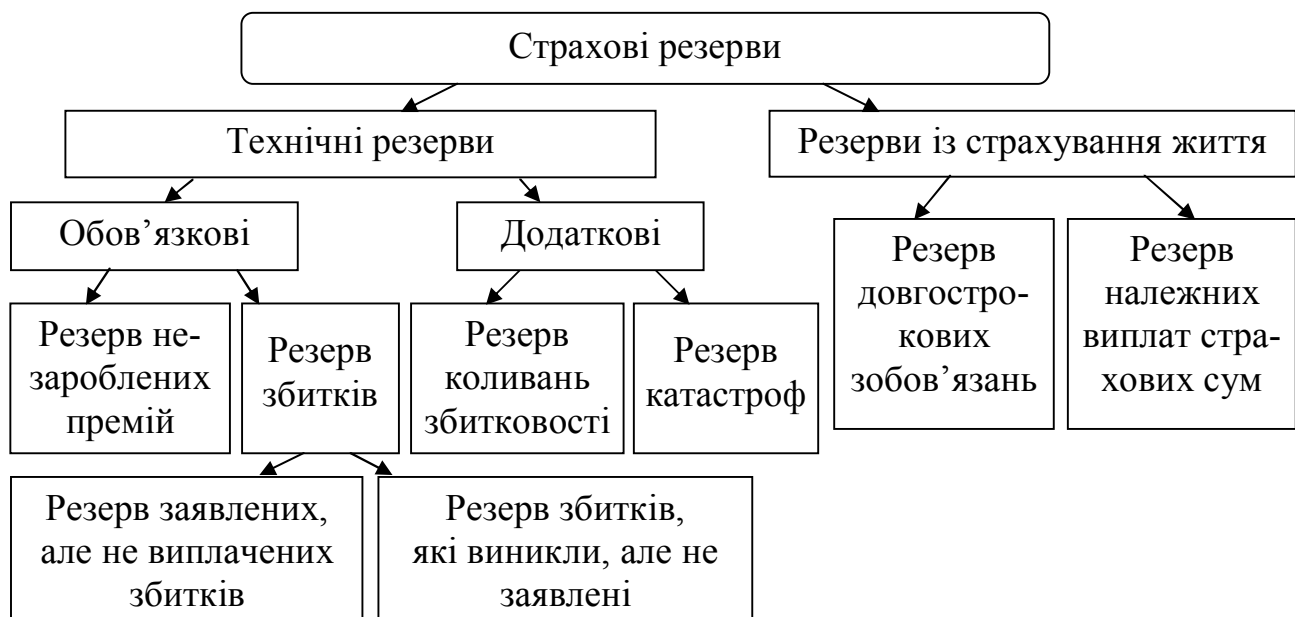 Страхові резерви
Технічні резерви
Резерви із страхування життя
Обов’язкові
Додаткові
Резерв
довгостро-
кових
зобов’язань
Резерв
належних
виплат стра-
хових сум
Резерв не-
зароблених
премій
Резерв
збитків
Резерв
коливань
збитковості
Резерв
катастроф
Резерв заявлених,
але не виплачених
збитків
Резерв збитків,
які виникли, але не
заявлені